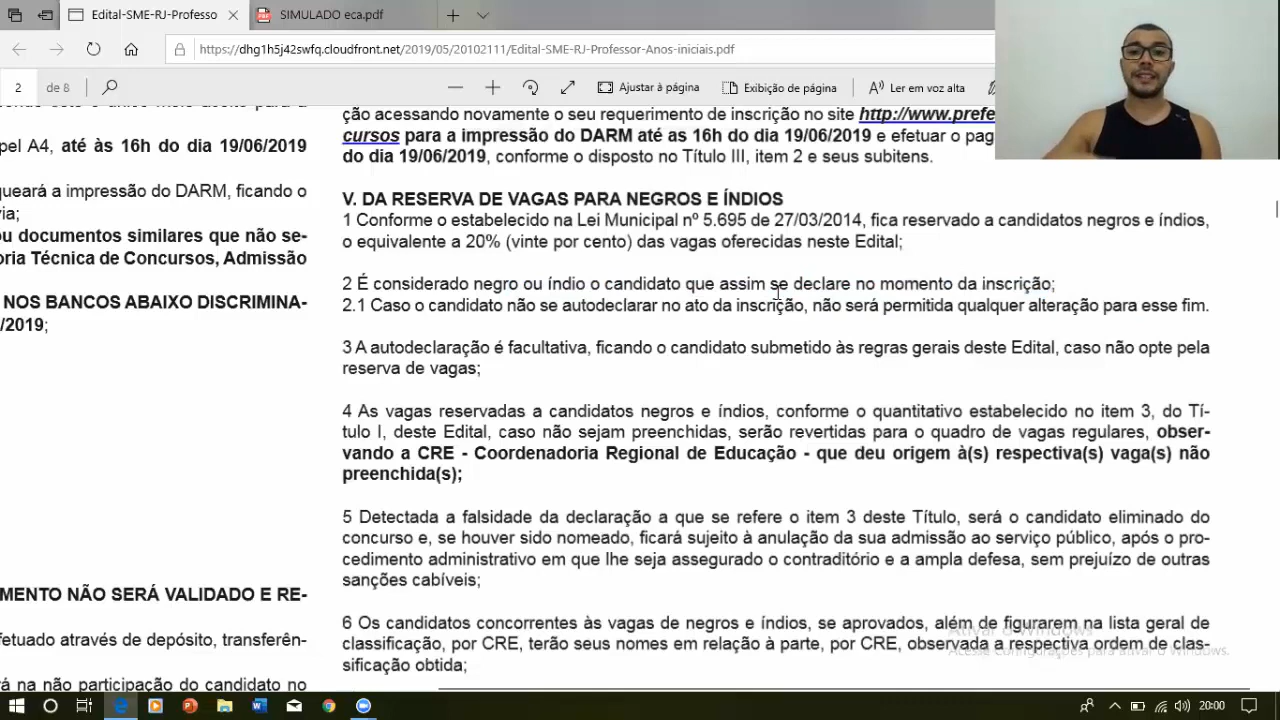 Edital-SME-RJ-Professo
SIMULADO eca.pdf
https://dhg1h5j42swfq.cloudfront.net/2019/05/20102111/Edital-SME-RJ-Professor-Anos-iniciais.pdf
2 de 8
Ajustar à página
Exibição de página
Ler em voz alta
pel A4, até às 16h do dia 19/06/2019
queará a impressão do DARM, ficando o
via;
ou documentos similares que não se-
oria Técnica de Concursos, Admissão
NOS BANCOS ABAIXO DISCRIMINA-
/2019;
MENTO NÃO SERÁ VALIDADO E RE-
fetuado através de depósito, transferên-
rá na não participação do candidato no
ção acessando novamente o seu requerimento de inscrição no site http://www.prefe
cursos para a impressão do DARM até as 16h do dia 19/06/2019 e efetuar o pag
do dia 19/06/2019, conforme o disposto no Título III, item 2 e seus subitens.
V. DA RESERVA DE VAGAS PARA NEGROS E ÍNDIOS
1 Conforme o estabelecido na Lei Municipal nº 5.695 de 27/03/2014, fica reservado a candidatos negros e índios,
o equivalente a 20% (vinte por cento) das vagas oferecidas neste Edital;
2 É considerado negro ou índio o candidato que assim se declare no momento da inscrição;
2.1 Caso o candidato não se autodeclarar no ato da inscrição, não será permitida qualquer alteração para esse fim.
3 A autodeclaração é facultativa, ficando o candidato submetido às regras gerais deste Edital, caso não opte pela
reserva de vagas;
4 As vagas reservadas a candidatos negros e índios, conforme o quantitativo estabelecido no item 3, do Tí-
tulo I, deste Edital, caso não sejam preenchidas, serão revertidas para o quadro de vagas regulares, obser-
vando a CRE - Coordenadoria Regional de Educação - que deu origem à(s) respectiva(s) vaga(s) não
preenchida(s);
5 Detectada a falsidade da declaração a que se refere o item 3 deste Título, será o candidato eliminado do
concurso e, se houver sido nomeado, ficará sujeito à anulação da sua admissão ao serviço público, após o pro-
cedimento administrativo em que lhe seja assegurado o contraditório e a ampla defesa, sem prejuízo de outras
sanções cabíveis;
6 Os candidatos concorrentes às vagas de negros e índios, se aprovados, além de figurarem na lista geral de
classificação, por CRE, terão seus nomes em relação à parte, por CRE, observada a respectiva ordem de clas-
sificação obtida;
Ativar o Windows
Acesse Configurações para ativar o Windows.
20:00